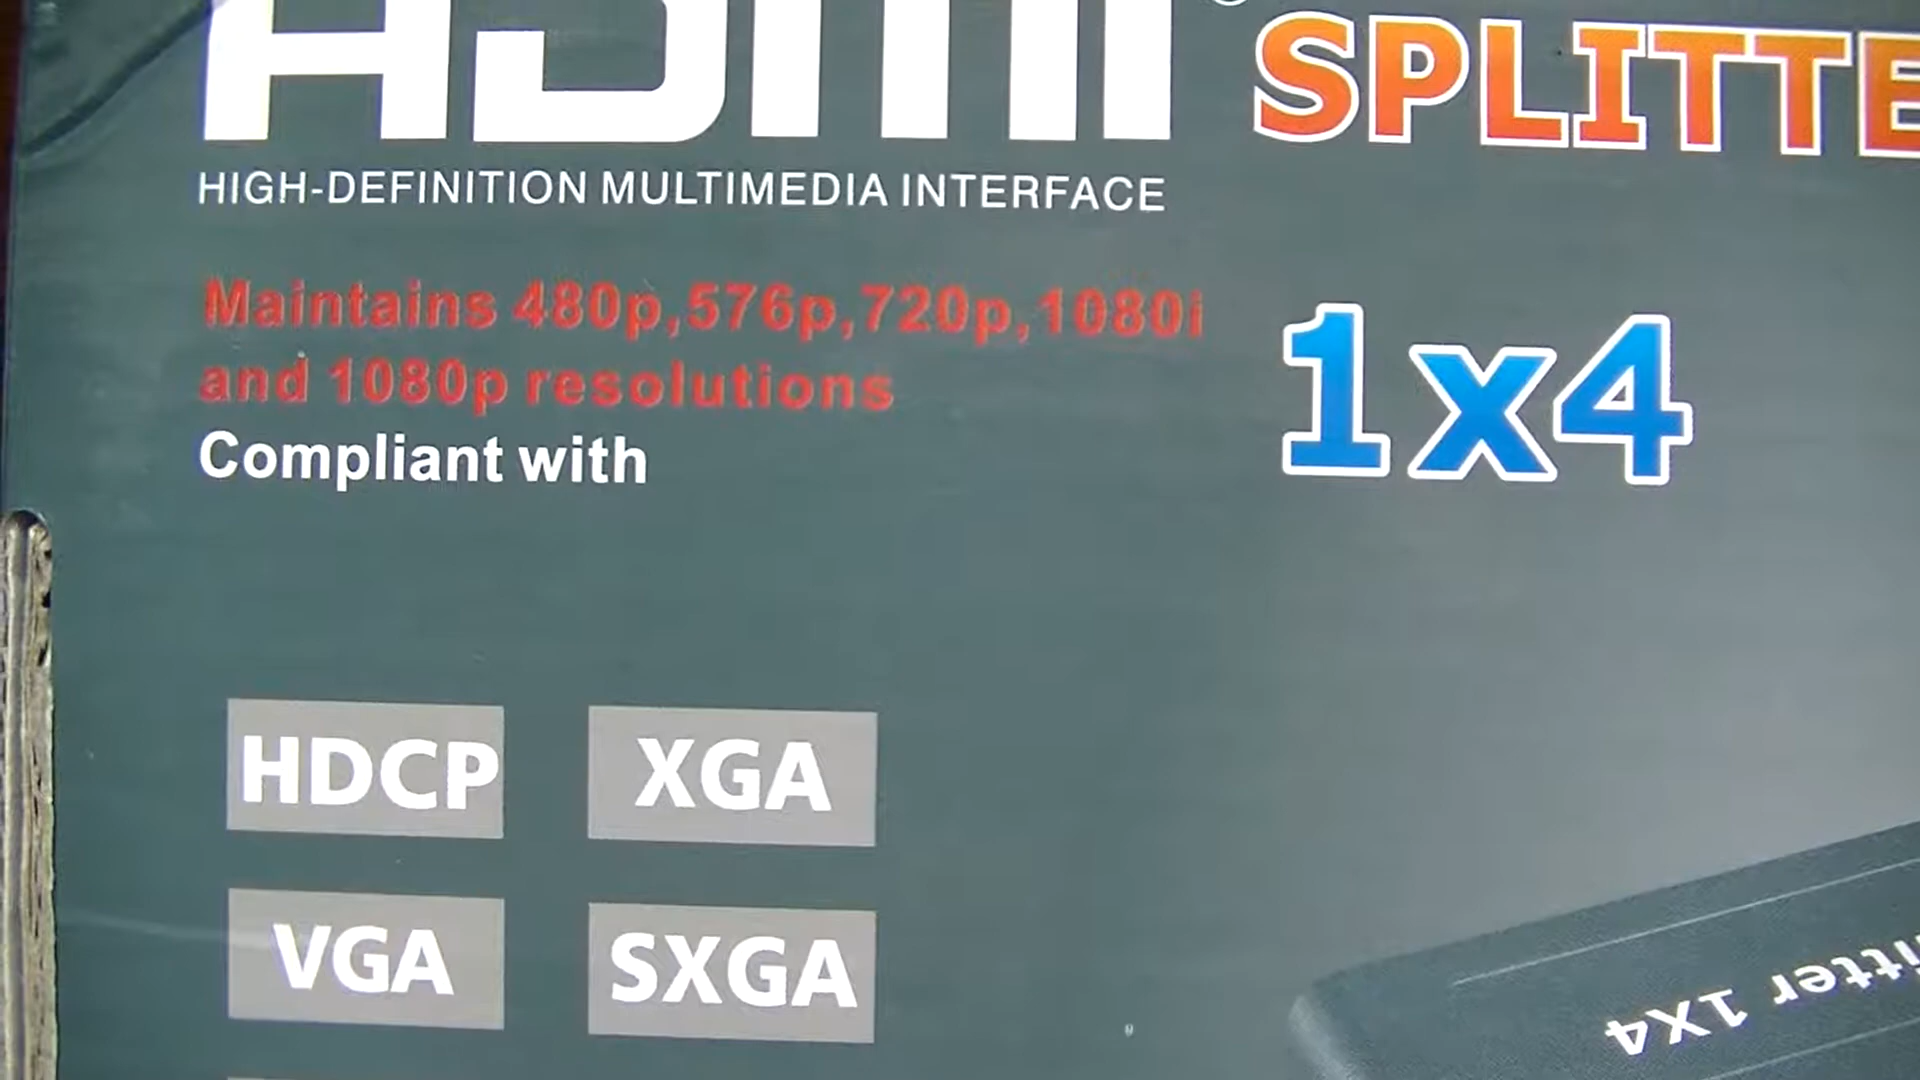 HDMI SPLITTE
HIGH-DEFINITION MULTIMEDIA INTERFACE
Maintains 480p,576p,720p,1080i
and 1080p resolutions
1x4
Compliant with
HDCP XGA
VGA SXGA
itter 1X4